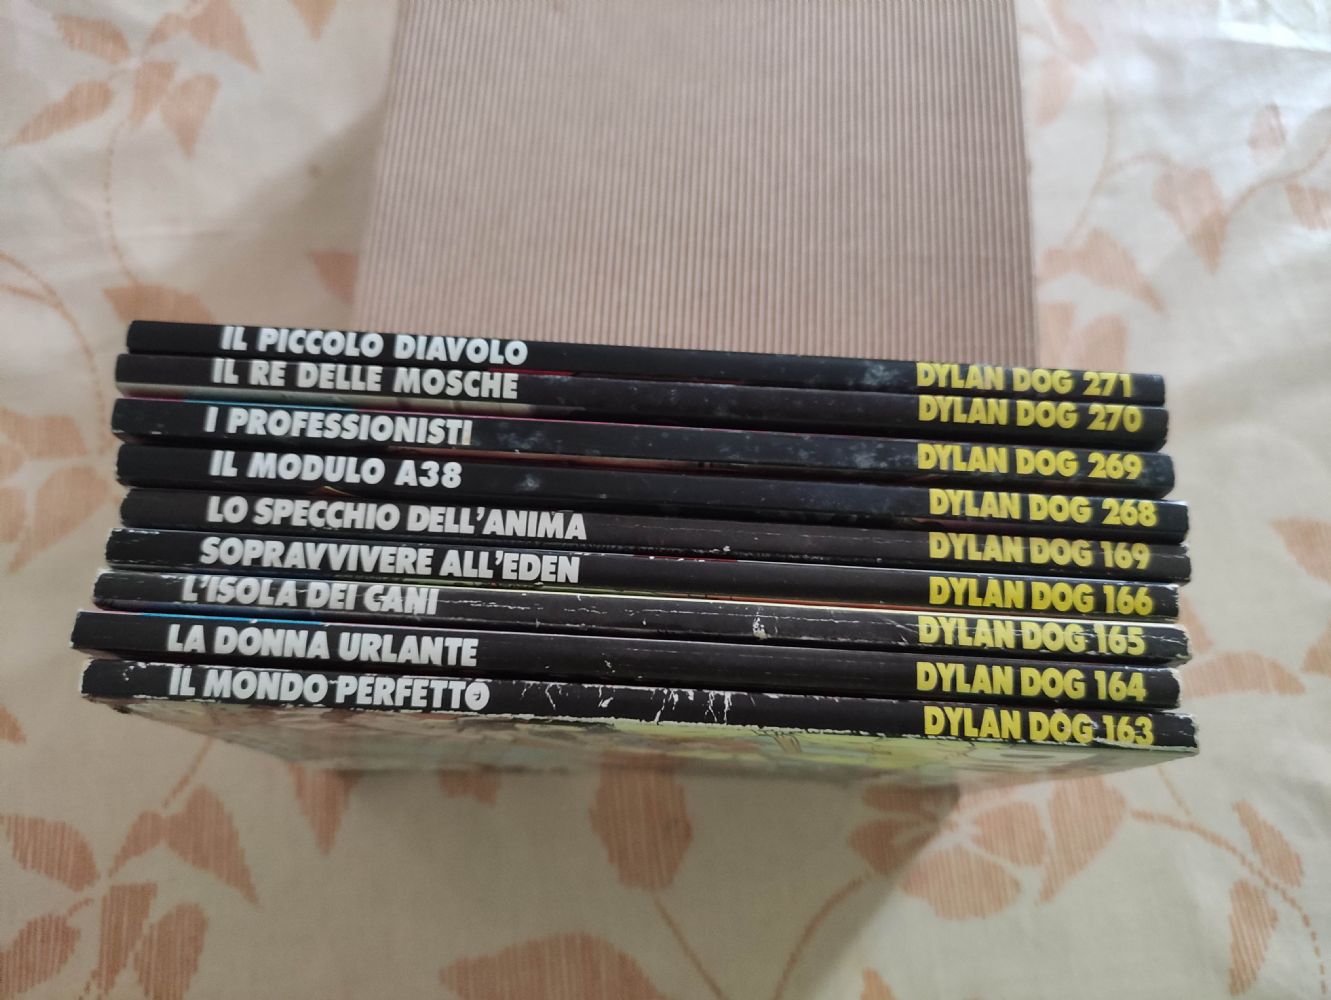 IL PICCOLO DIAVOLO DYLAN DOG 271
IL RE DELLE MOSCHE DYLAN DOG 270
I PROFESSIONISTI DYLAN DOG 269
IL MODULO A38 DYLAN DOG 268
LO SPECCHIO DELL'ANIMA DYLAN DOG 169
SOPRAVVIVERE ALL'EDEN DYLAN DOG 166
L'ISOLA DEI CANI DYLAN DOG 165
LA DONNA URLANTE DYLAN DOG 164
IL MONDO PERFETTO DYLAN DOG 163